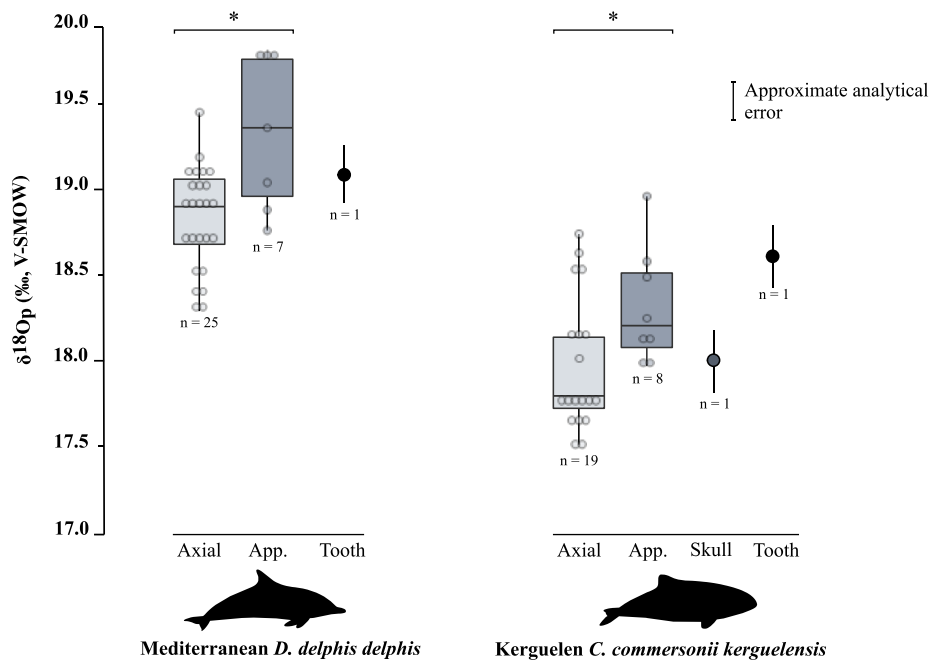 δ18Op (‰, V-SMOW)
20.0
19.5
19.0
18.5
18.0
17.5
17.0
*
*
Approximate analytical
error
n = 25
n = 7
n = 1
n = 19
n = 8
n = 1
n = 1
Axial App. Tooth
Axial App. Skull Tooth
Mediterranean D. delphis delphis
Kerguelen C. commersonii kerguelensis